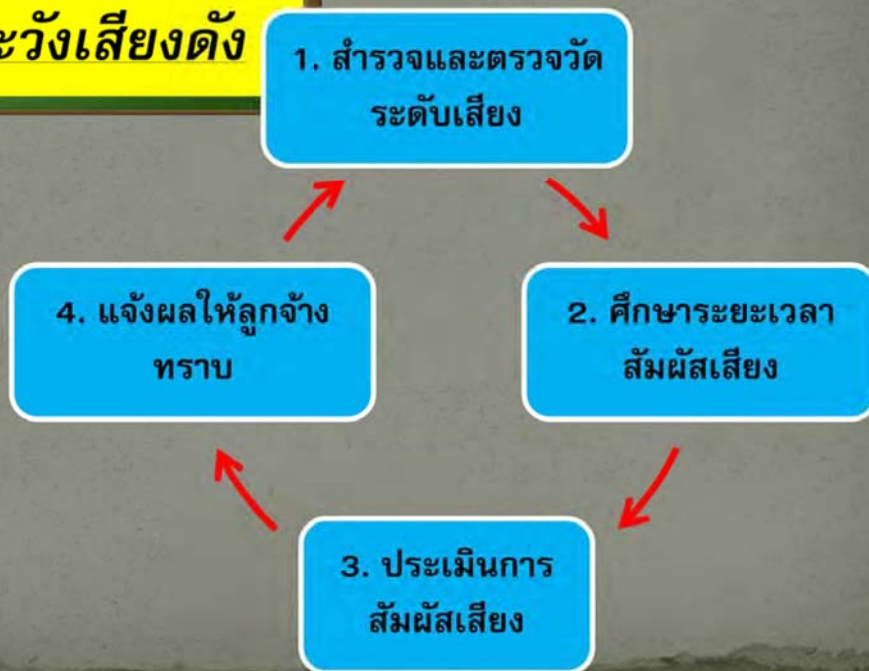 ะวังเสียงดัง
1. สำรวจและตรวจวัด
ระดับเสียง
2. ศึกษาระยะเวลา
สัมผัสเสียง
3. ประเมินการ
สัมผัสเสียง
4. แจ้งผลให้ลูกจ้าง
ทราบ